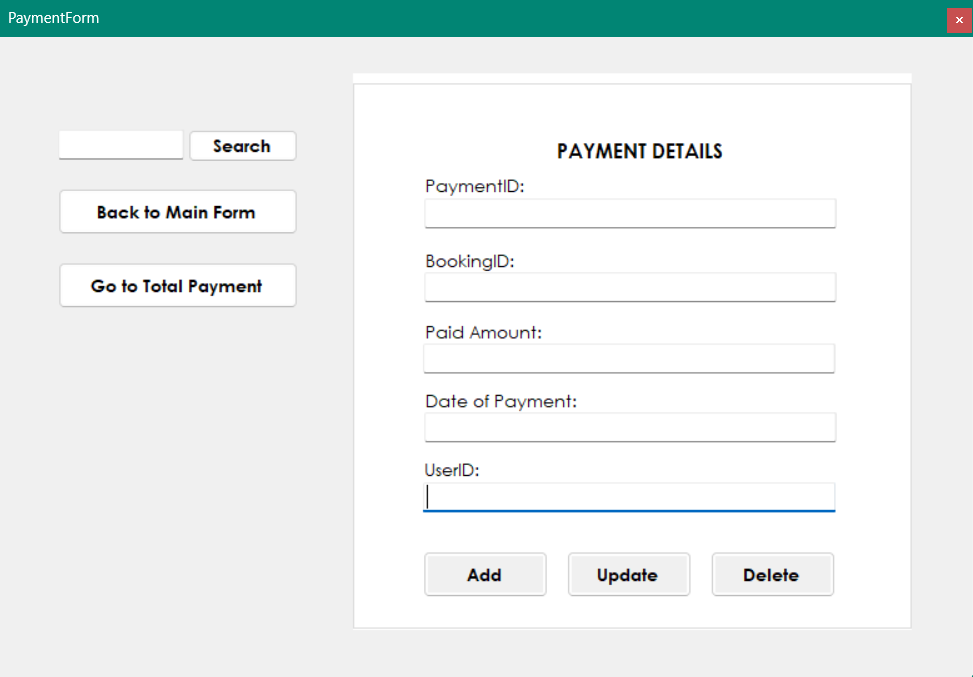 PaymentForm
Search
Back to Main Form
Go to Total Payment
PAYMENT DETAILS
PaymentID:
BookingID:
Paid Amount:
Date of Payment:
UserID:
Add Update Delete